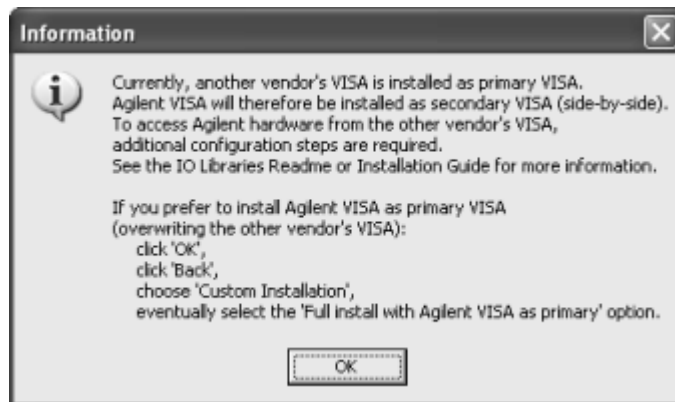 Information
Currently, another vendor's VISA is installed as primary VISA.
Agilent VISA will therefore be installed as secondary VISA (side-by-side).
To access Agilent hardware from the other vendor's VISA,
additional configuration steps are required.
See the IO Libraries Readme or Installation Guide for more information.
If you prefer to install Agilent VISA as primary VISA
(overwriting the other vendor's VISA):
click 'OK',
click 'Back',
choose 'Custom Installation',
eventually select the 'Full install with Agilent VISA as primary' option.
OK